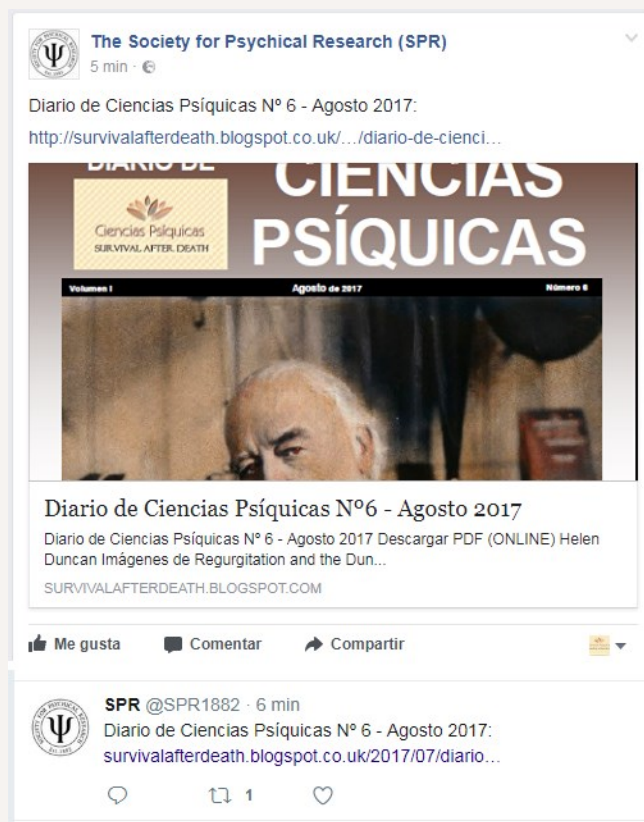 The Society for Psychical Research (SPR)
5 min ·
Diario de Ciencias Psíquicas Nº 6 - Agosto 2017:
http://survivalafterdeath.blogspot.co.uk/.../diario-de-cienci...
DIARIO DE
CIENCIAS
PSÍQUICAS
Ciencias Psíquicas
SURVIVAL AFTER DEATH
Volumen I Agosto de 2017 Número 6
Diario de Ciencias Psíquicas Nº6 - Agosto 2017
Diario de Ciencias Psíquicas Nº 6 - Agosto 2017 Descargar PDF (ONLINE) Helen
Duncan Imágenes de Regurgitation and the Dun...
SURVIVALAFTERDEATH.BLOGSPOT.COM
Me gusta Comentar Compartir
SPR @SPR1882 · 6 min
Diario de Ciencias Psíquicas Nº 6 - Agosto 2017:
survivalafterdeath.blogspot.co.uk/2017/07/diario...
1